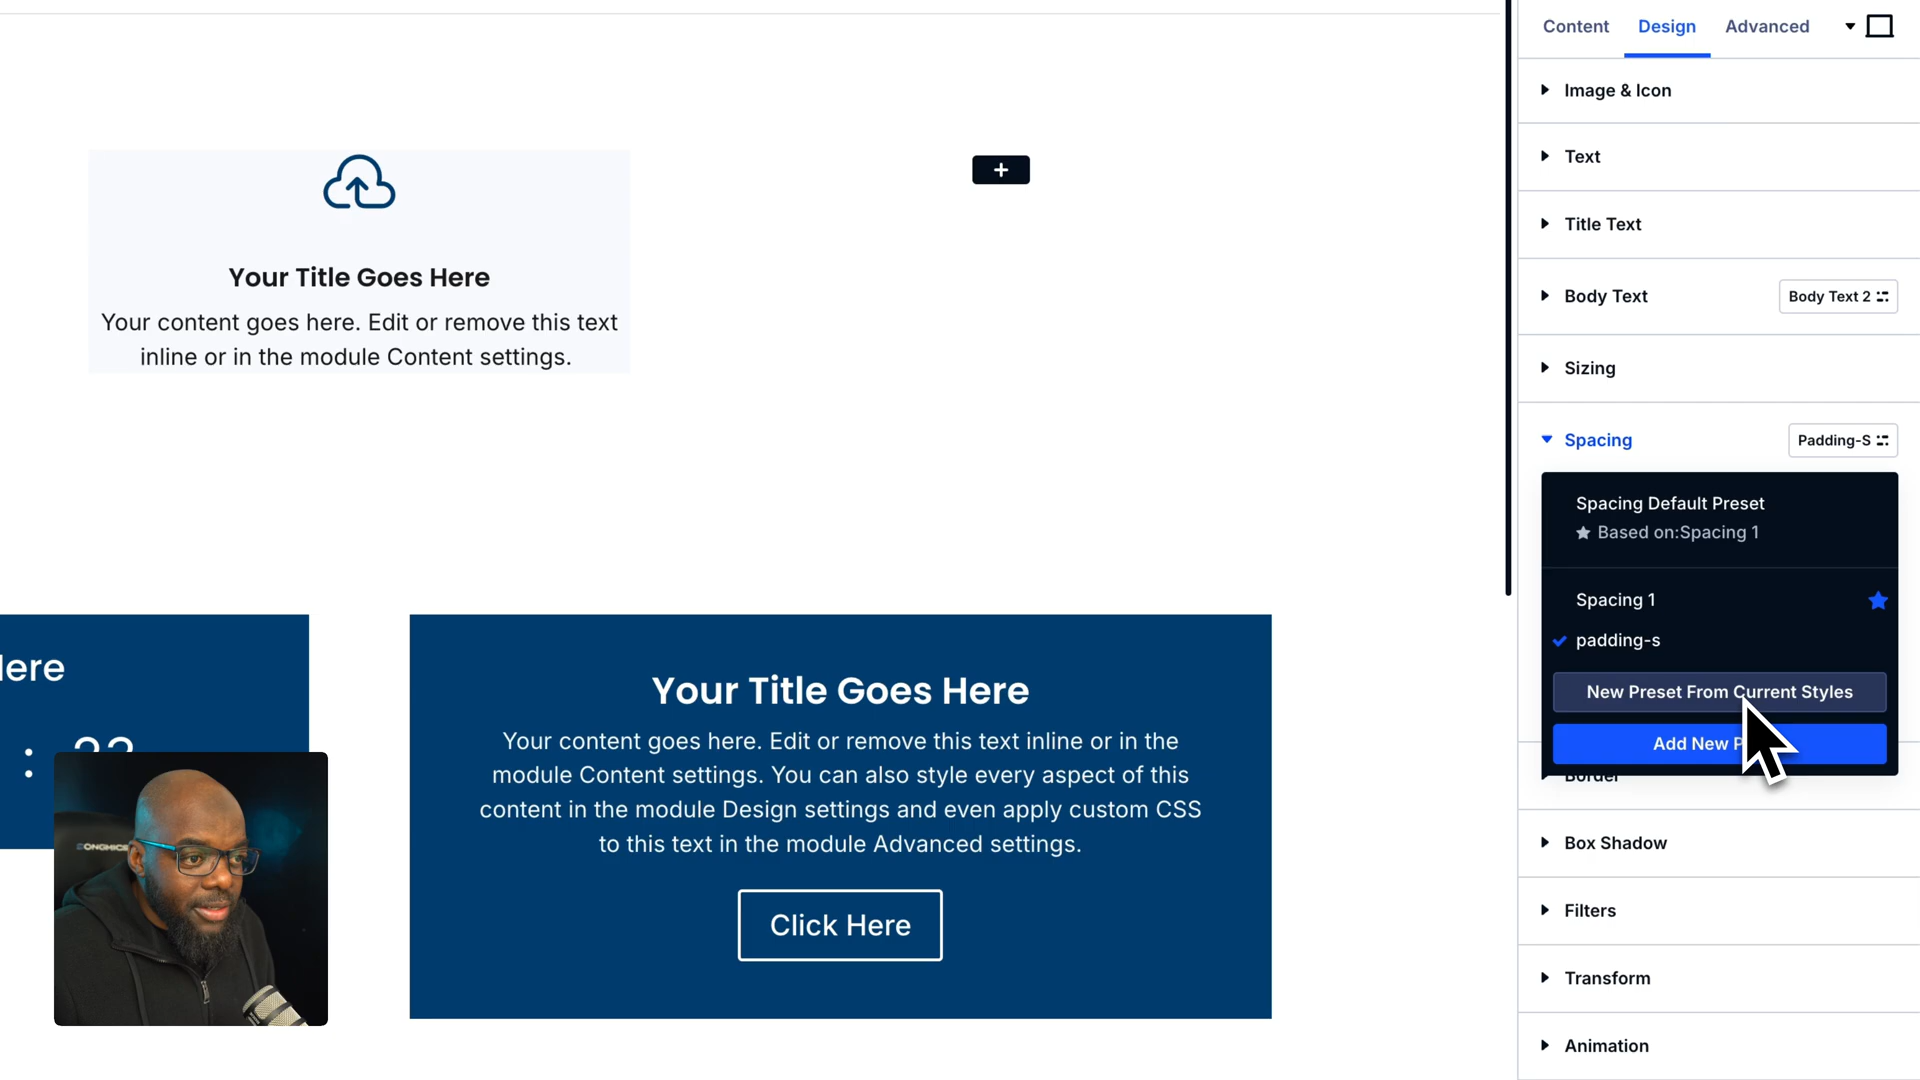 Content
Design
Advanced
Image & Icon
Text
Title Text
Body Text
Body Text 2
Sizing
Spacing
Padding-S
Spacing Default Preset
Based on:Spacing 1
Spacing 1
padding-s
New Preset From Current Styles
Add New
Border
Box Shadow
Filters
Transform
Animation
Your Title Goes Here
Your content goes here. Edit or remove this text
inline or in the module Content settings.
Your Title Goes Here
Your content goes here. Edit or remove this text inline or in the
module Content settings. You can also style every aspect of this
content in the module Design settings and even apply custom CSS
to this text in the module Advanced settings.
Click Here